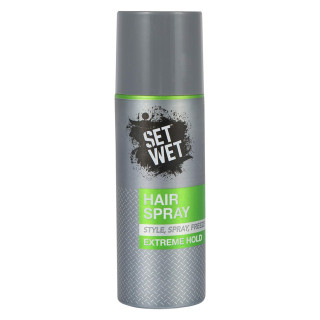 SET
WET
HAIR
SPRAY
STYLE, SPRAY,
EXTREME HOLD